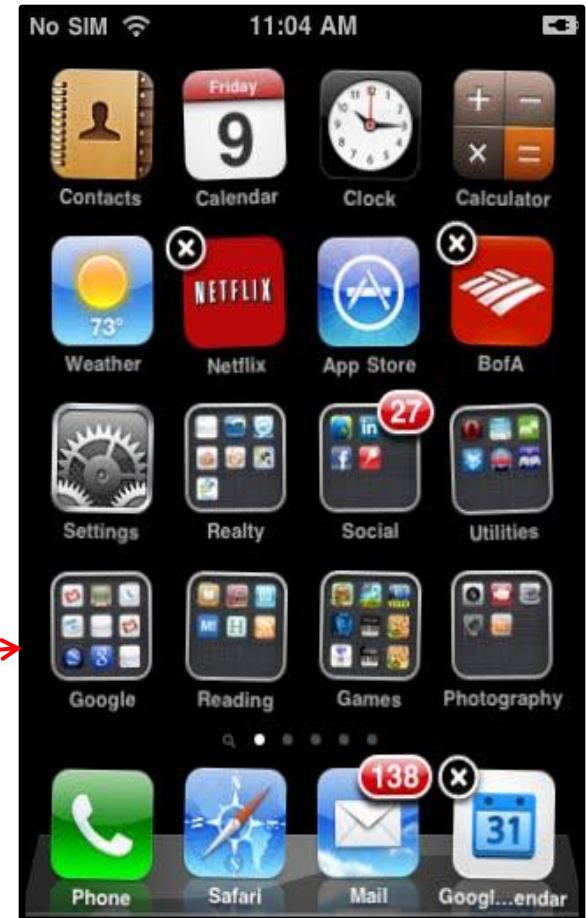 No SIM 11:04 AM
Friday
9
Contacts Calendar Clock Calculator
NETFLIX
73°
Weather Netflix App Store BofA
27
in
f
Settings Realty Social Utilities
M! H
8
Google Reading Games Photography
138
31
Phone Safari Mail Googl...endar